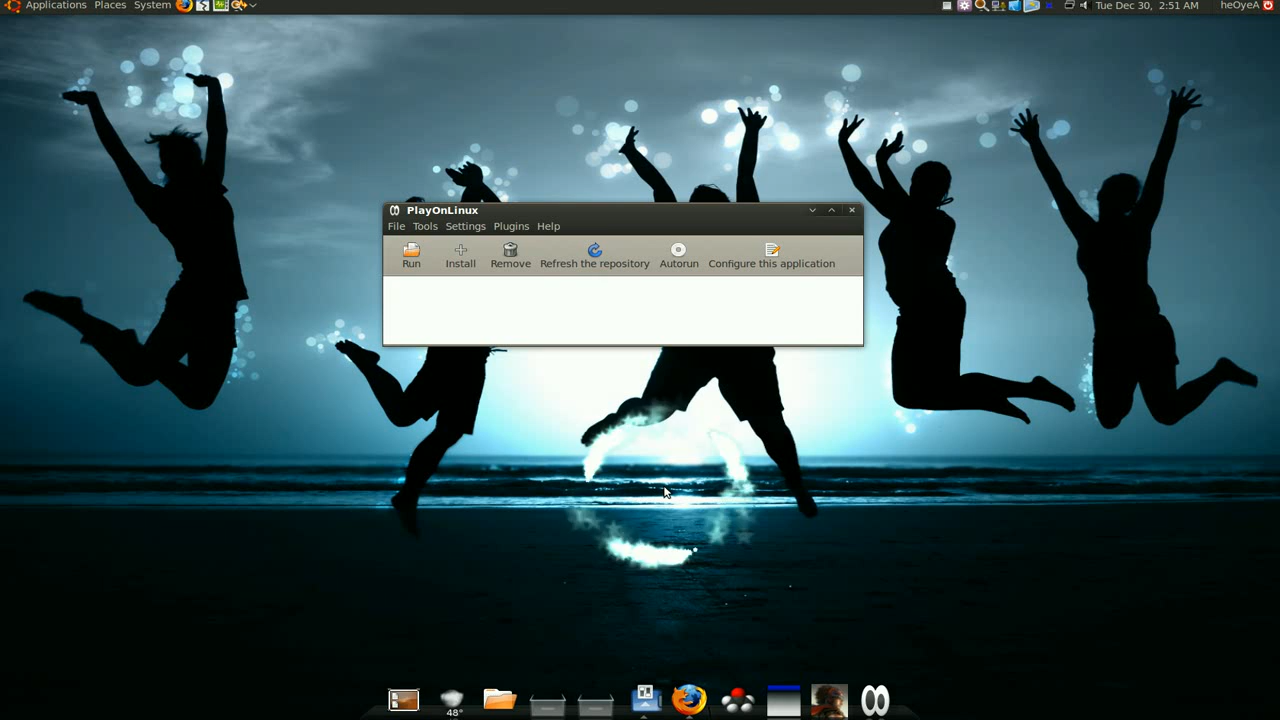 Applications Places System Tue Dec 30, 2:51 AM heOyeA
PlayOnLinux
File Tools Settings Plugins Help
Run Install Remove Refresh the repository Autorun Configure this application
48°